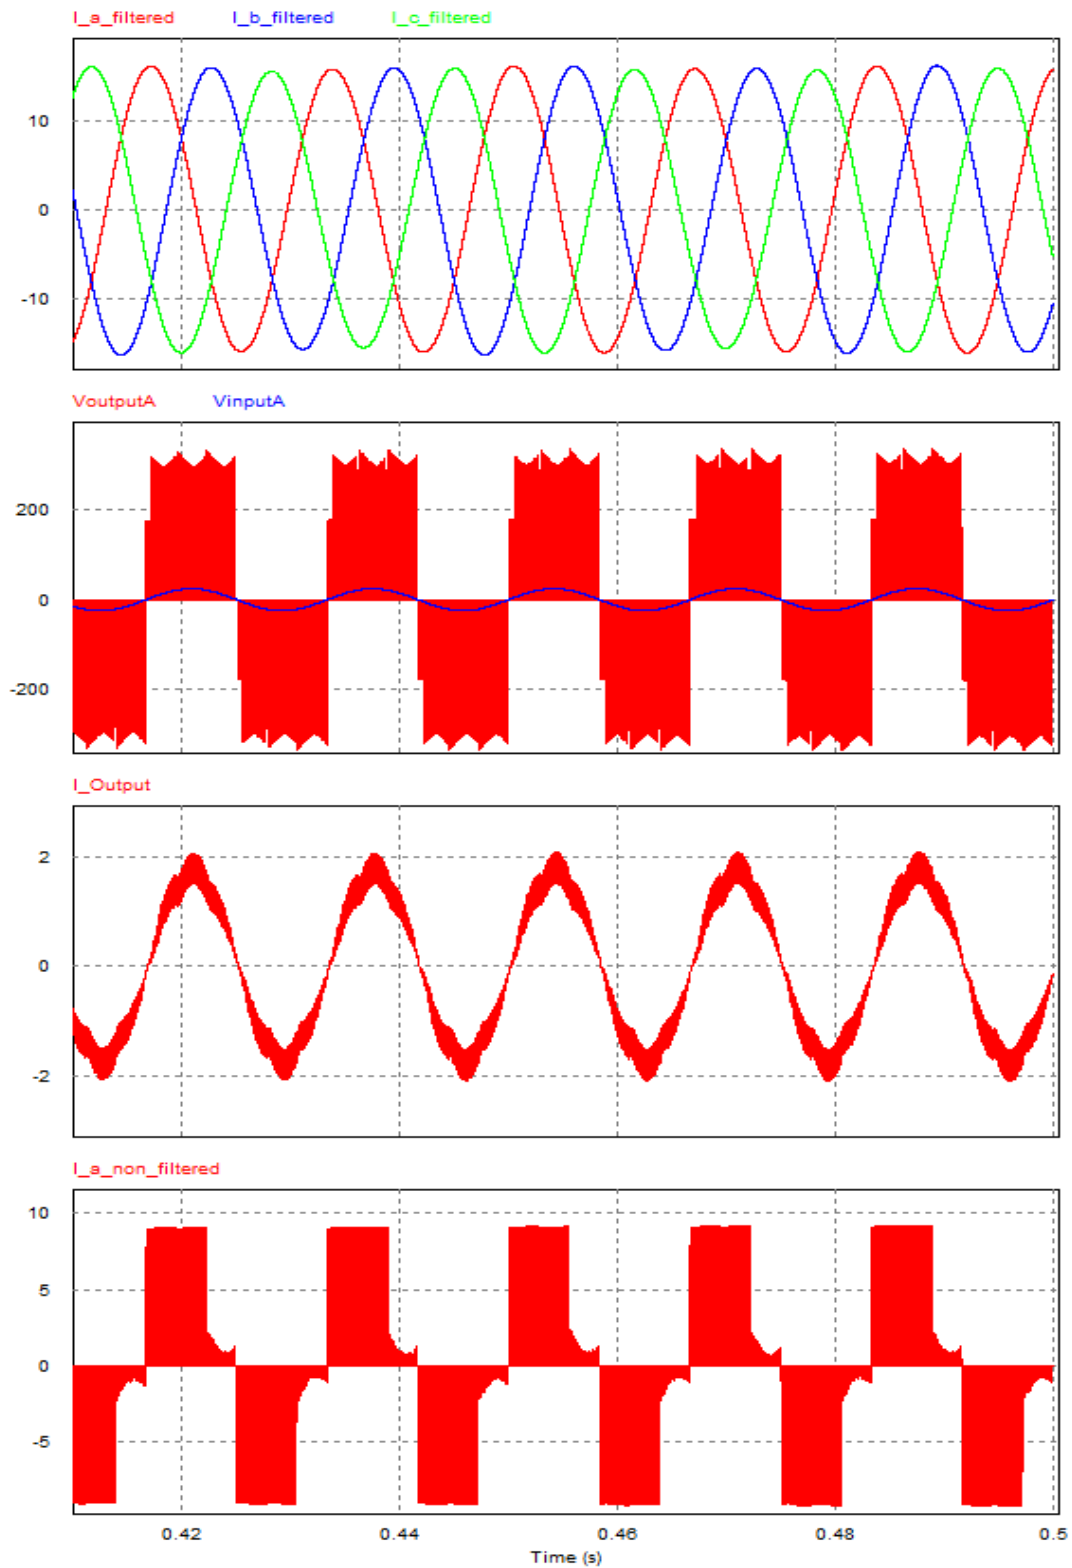 I_a_filtered I_b_filtered I_c_filtered
10
0
-10
VoutputA VinputA
200
0
-200
I_Output
2
0
-2
I_a_non_filtered
10
5
0
-5
0.42 0.44 0.46 0.48 0.5
Time (s)